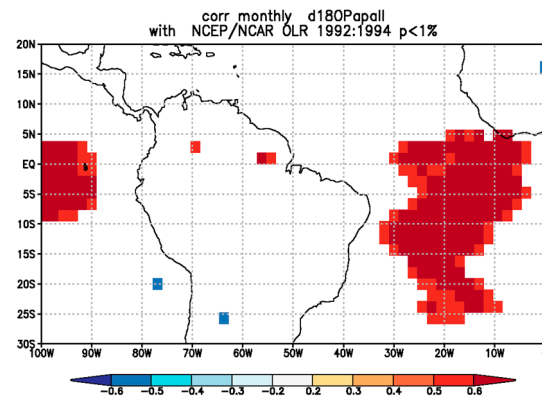 corr monthly d18OPapall
with NCEP/NCAR OLR 1992:1994 p<1%
20N
15N
10N
5N
EQ
5S
10S
15S
20S
25S
30S
100W 90W 80W 70W 60W 50W 40W 30W 20W 10W
-0.6 -0.5 -0.4 -0.3 -0.2 0.2 0.3 0.4 0.5 0.6